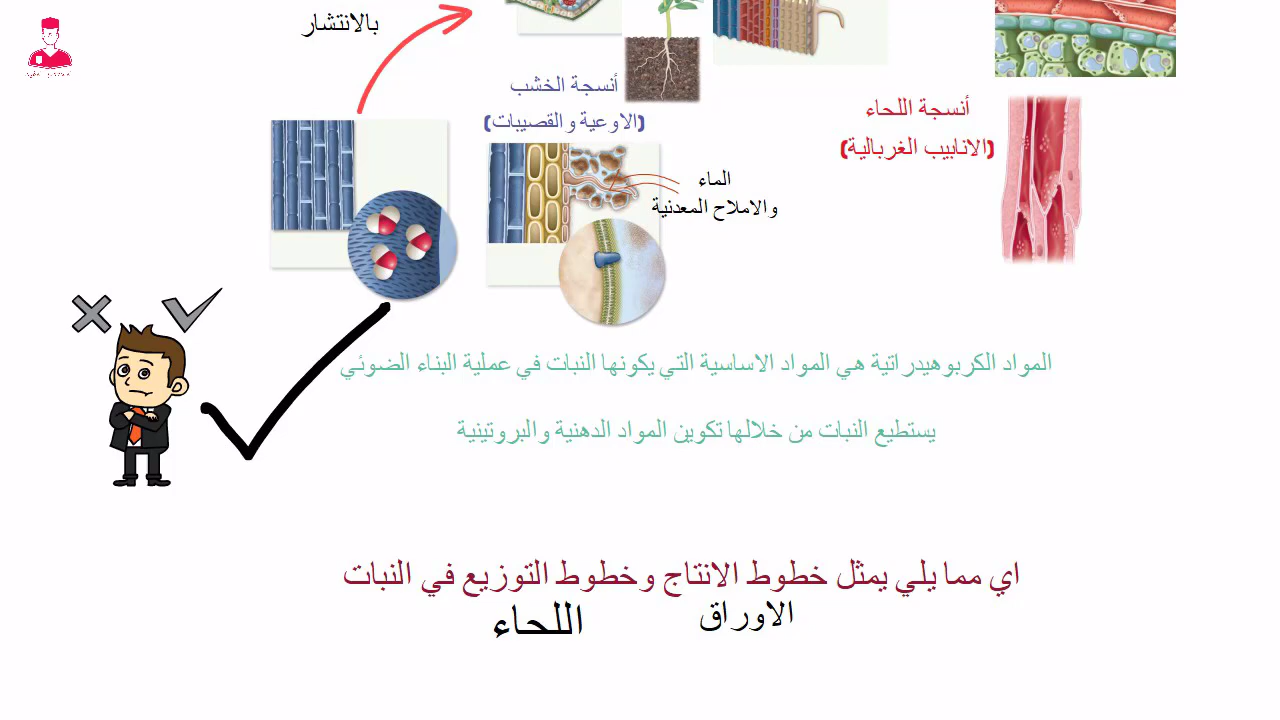 بالانتشار
أنسجة الخشب
(الاوعية والقصيبات)
أنسجة اللحاء
(الانابيب الغربالية)
الماء
والاملاح المعدنية
المواد الكربوهيدراتية هي المواد الاساسية التي يكونها النبات في عملية البناء الضوئي
يستطيع النبات من خلالها تكوين المواد الدهنية والبروتينية
اي مما يلي يمثل خطوط الانتاج وخطوط التوزيع في النبات
الاوراق اللحاء